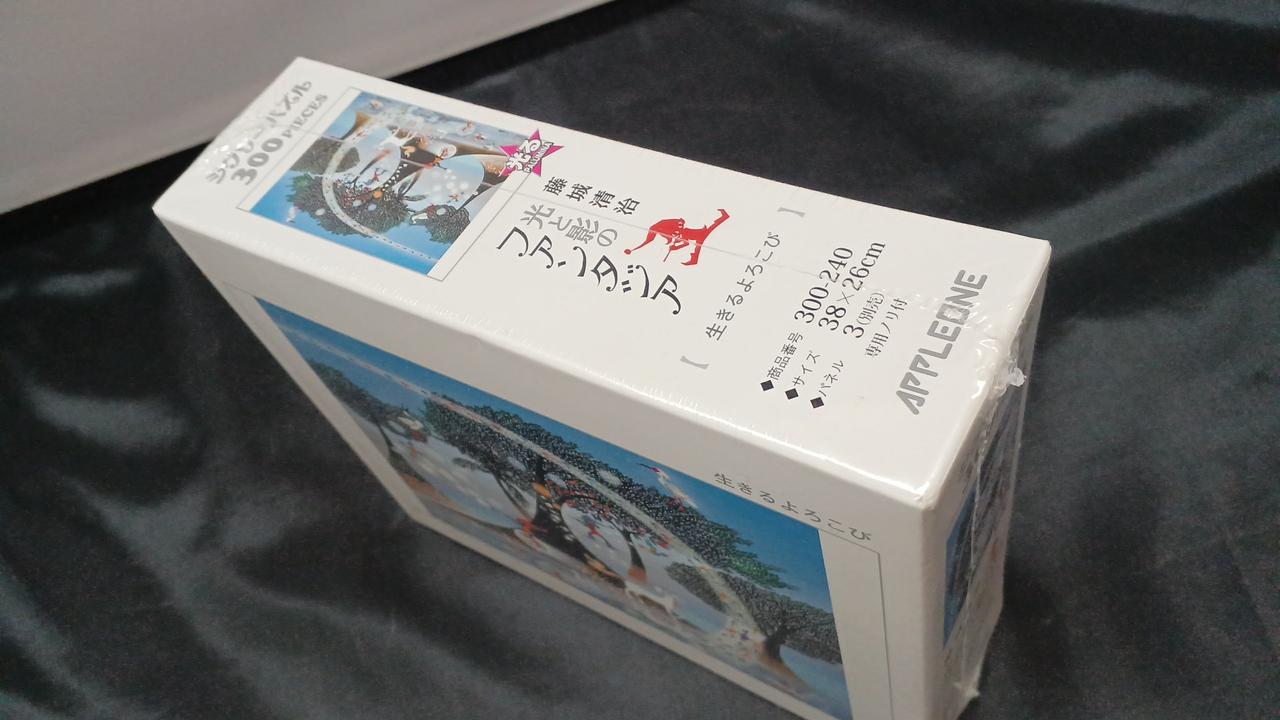 ジグソーパズル
300 PIECES
光る
藤城清治
光と影の
ファンタジア
【生きるよろこび】
◆商品番号 300-240
◆サイズ 38×26cm
◆パネル 3(別売)
専用ノリ付
APPLEONE
生きるよろこび